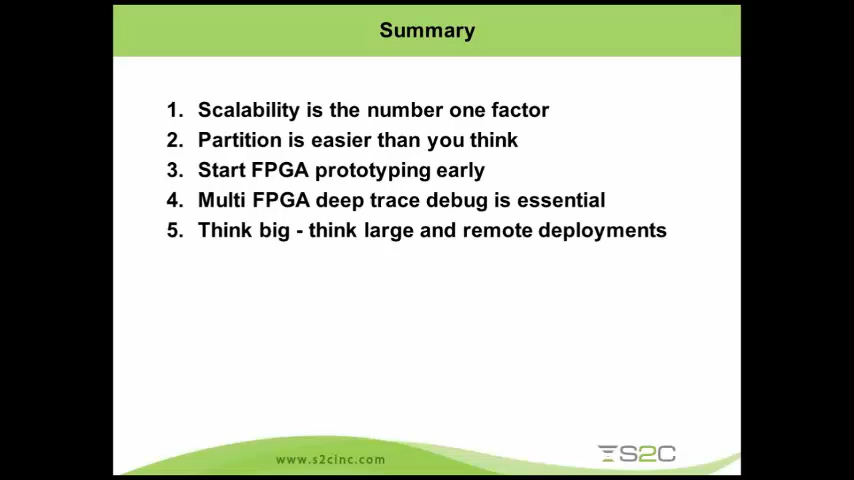 Summary
1. Scalability is the number one factor
2. Partition is easier than you think
3. Start FPGA prototyping early
4. Multi FPGA deep trace debug is essential
5. Think big - think large and remote deployments
www.s2cinc.com
S2C